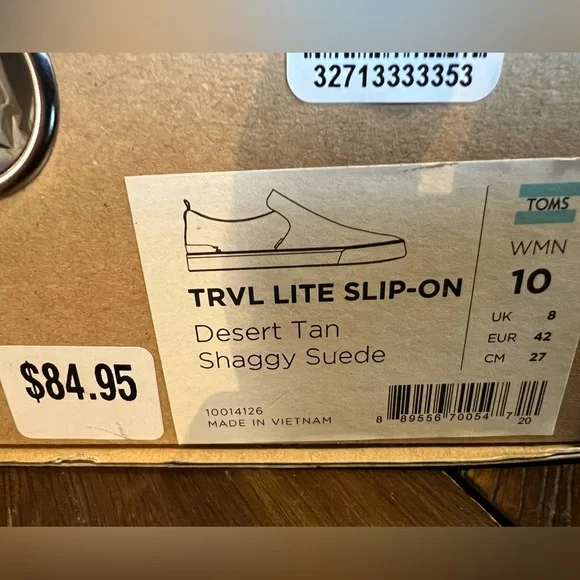 32713333353
TOMS
WMN
10
UK 8
EUR 42
CM 27
TRVL LITE SLIP-ON
Desert Tan
Shaggy Suede
10014126
MADE IN VIETNAM
8 89556 70054 7 20
$84.95